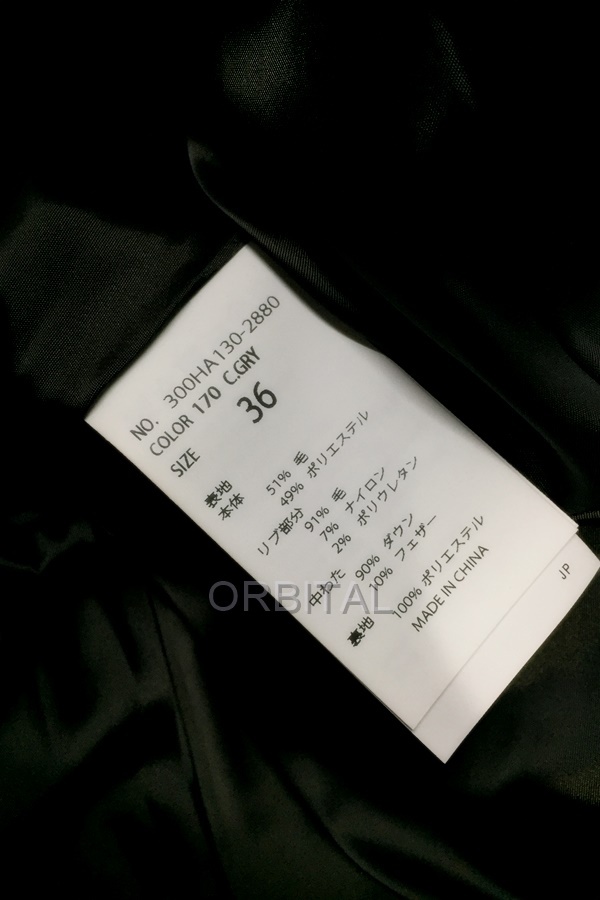 NO. 300HA130-2880
COLOR 170 C.GRY
SIZE 36
表地
本体 51% 毛
49% ポリエステル
リブ部分 91% 毛
7% ナイロン
2% ポリウレタン
中わた 90% ダウン
10% フェザー
裏地 100% ポリエステル
MADE IN CHINA
JP
ORBITAL